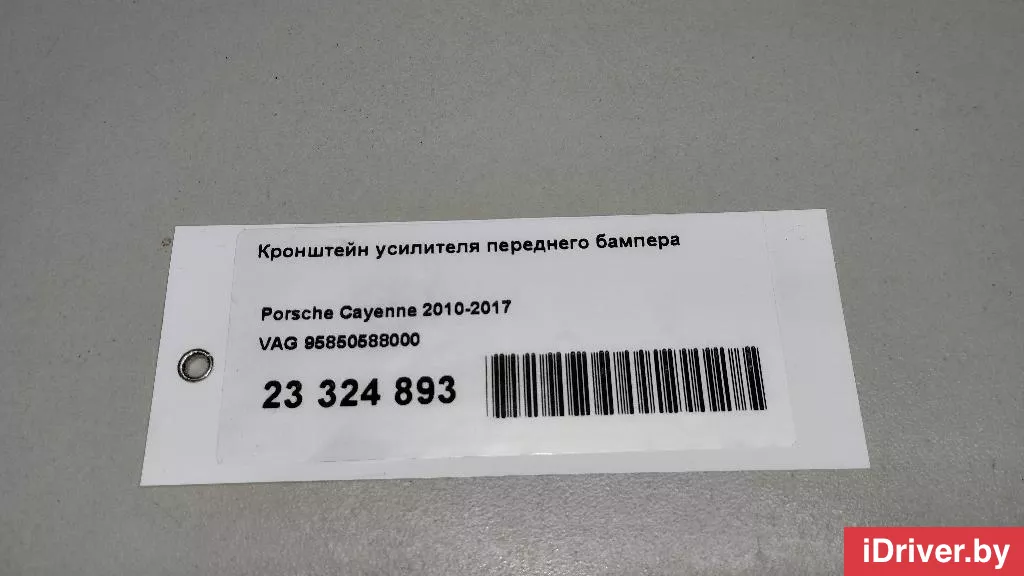 Кронштейн усилителя переднего бампера
Porsche Cayenne 2010-2017
VAG 95850588000
23 324 893
iDriver.by